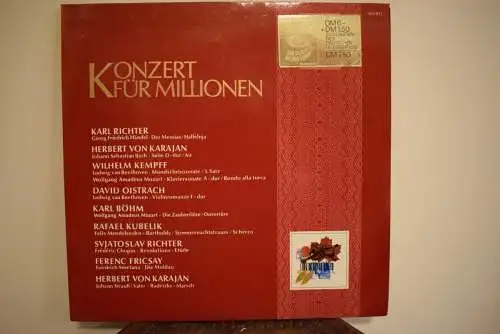 KONZERT
FÜR MILLIONEN
KARL RICHTER
Georg Friedrich Händel · Der Messias / Halleluja
HERBERT VON KARAJAN
Johann Sebastian Bach · Suite D-dur / Air
WILHELM KEMPFF
Ludwig van Beethoven · Mondscheinsonate / 1. Satz
Wolfgang Amadeus Mozart · Klaviersonate A-dur / Rondo alla turca
DAVID OISTRACH
Ludwig van Beethoven · Violinromanze F-dur
KARL BÖHM
Wolfgang Amadeus Mozart · Die Zauberflöte / Ouvertüre
RAFAEL KUBELIK
Felix Mendelssohn-Bartholdy · Sommernachtstraum / Scherzo
SVJATOSLAV RICHTER
Frédéric Chopin · Revolutions-Etüde
FERENC FRICSAY
Friedrich Smetana · Die Moldau
HERBERT VON KARAJAN
Johann Strauß / Vater · Radetzky-Marsch